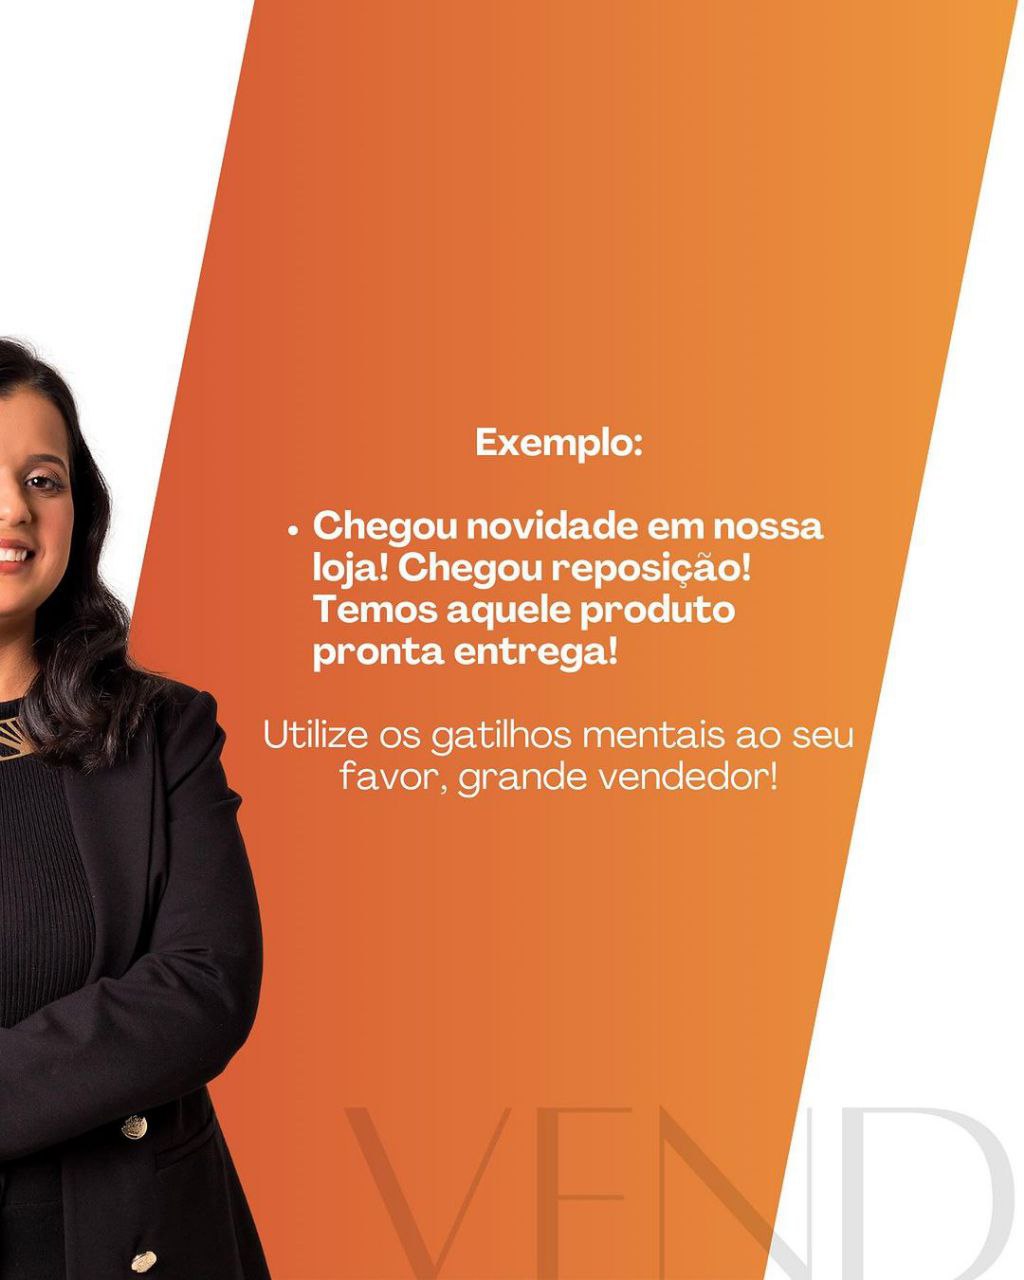 Exemplo:
• Chegou novidade em nossa
loja! Chegou reposição!
Temos aquele produto
pronta entrega!
Utilize os gatilhos mentais ao seu
favor, grande vendedor!
VEND